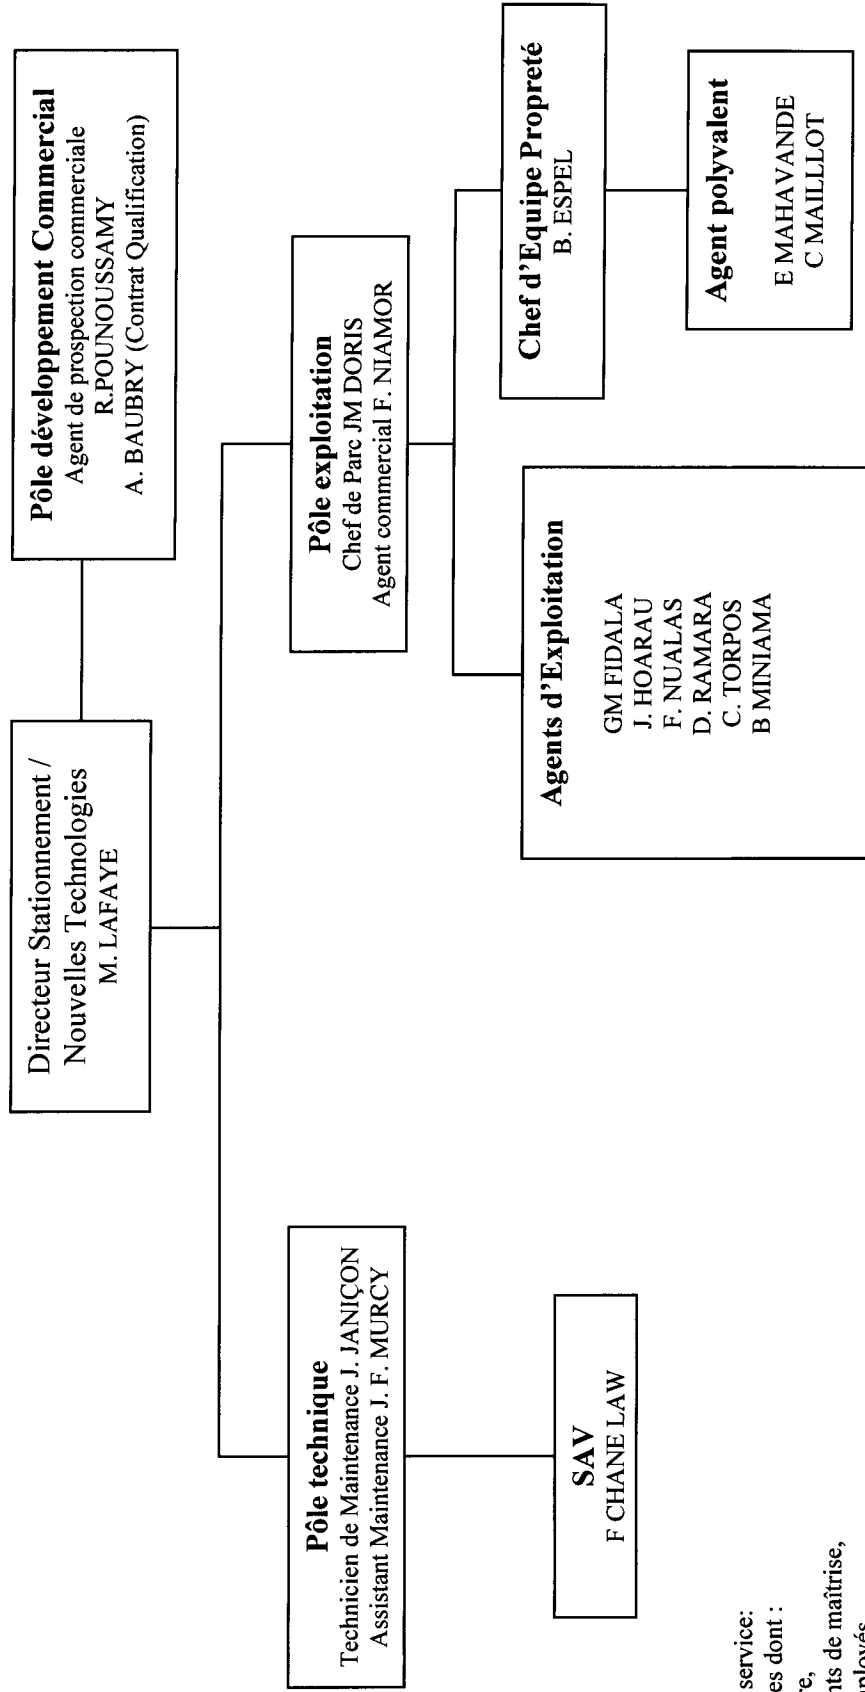 Directeur Stationnement /
Nouvelles Technologies
M. LAFAYE
Pôle développement Commercial
Agent de prospection commerciale
R.POUNOUSSAMY
A. BAUBRY (Contrat Qualification)
Pôle technique
Technicien de Maintenance J. JANIÇON
Assistant Maintenance J. F. MURCY
Pôle exploitation
Chef de Parc JM DORIS
Agent commercial F. NIAMOR
SAV
F CHANE LAW
Agents d'Exploitation
GM FIDALA
J. HOARAU
F. NUALAS
D. RAMARA
C. TORPOS
B MINIAMA
Chef d'Equipe Propreté
B. ESPEL
Agent polyvalent
E MAHAVANDE
C MAILLLOT
service:
es dont :
re,
nts de maîtrise,